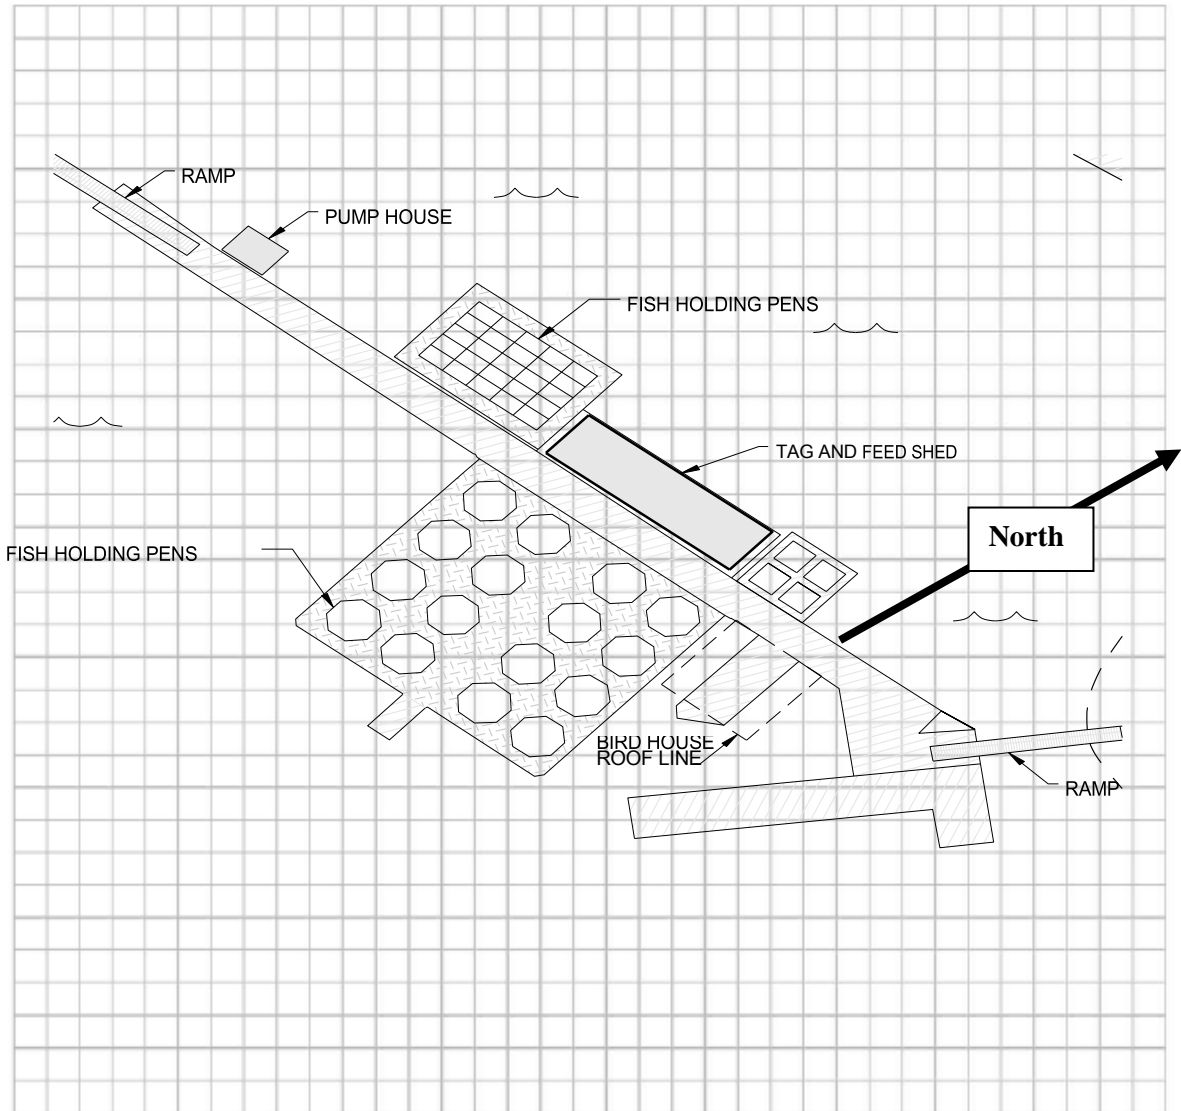 RAMP
PUMP HOUSE
FISH HOLDING PENS
TAG AND FEED SHED
North
FISH HOLDING PENS
BIRD HOUSE
ROOF LINE
RAMP